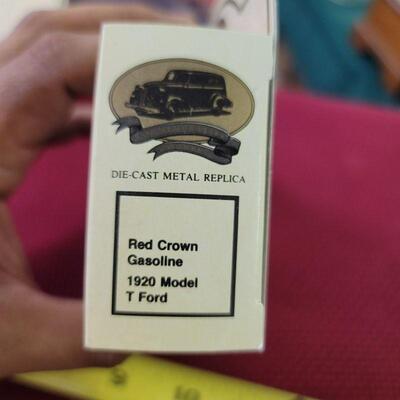 DIE-CAST METAL REPLICA
Red Crown
Gasoline
1920 Model
T Ford